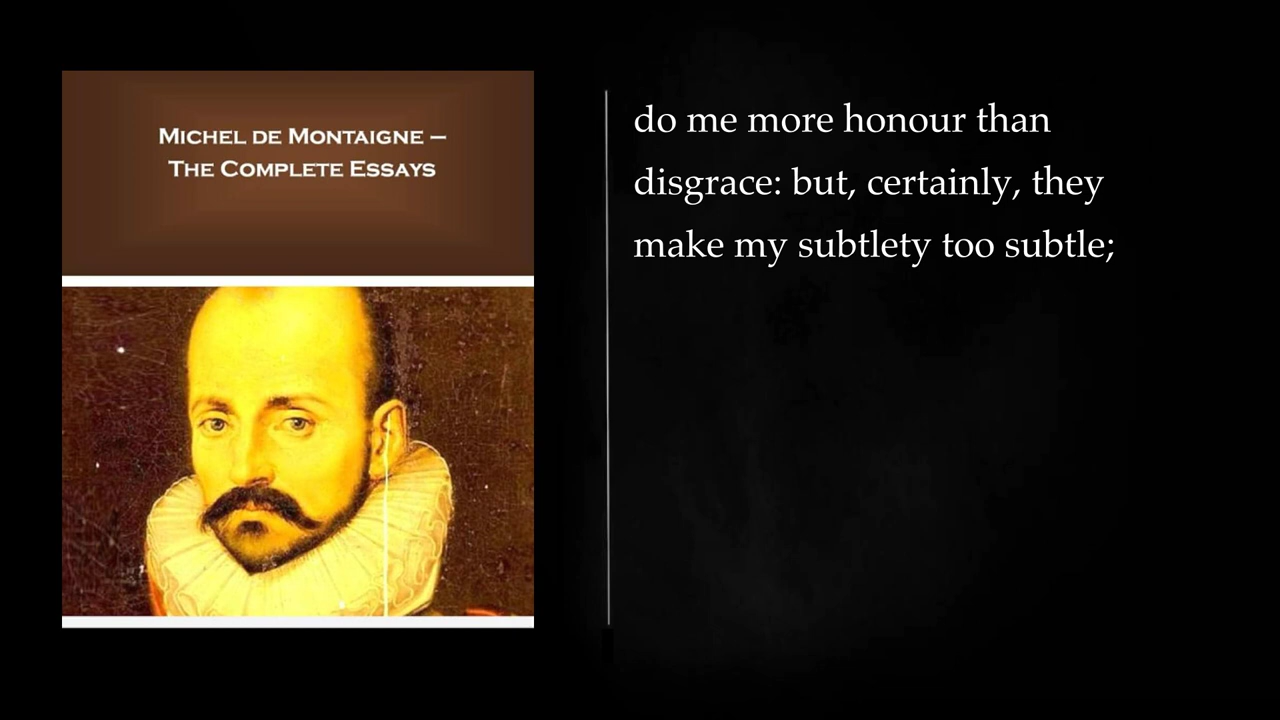 Michel de Montaigne –
The Complete Essays
do me more honour than
disgrace: but, certainly, they
make my subtlety too subtle;